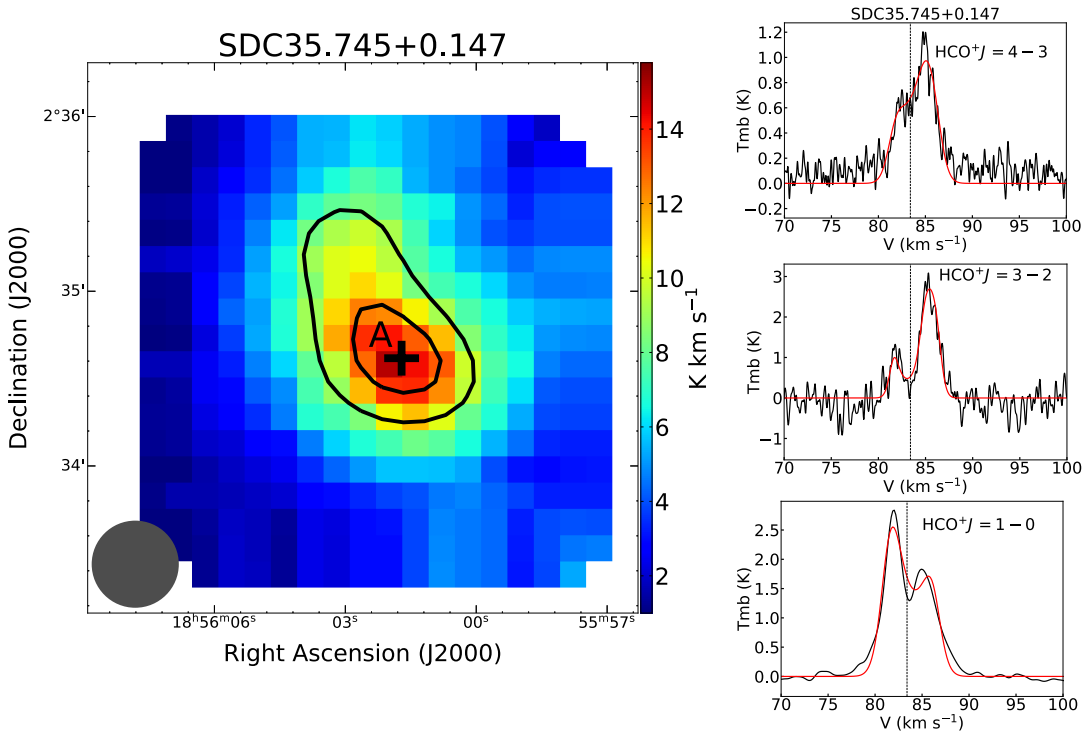 SDC35.745+0.147
2°36'
35'
34'
Declination (J2000)
A
18ʰ56ᵐ06ˢ
03ˢ
00ˢ
55ᵐ57ˢ
Right Ascension (J2000)
14
12
10
8
6
4
2
K km s⁻¹
SDC35.745+0.147
HCO⁺J = 4 − 3
1.2
1.0
0.8
0.6
0.4
0.2
0.0
−0.2
Tmb (K)
70 75 80 85 90 95 100
V (km s⁻¹)
HCO⁺J = 3 − 2
3
2
1
0
−1
Tmb (K)
70 75 80 85 90 95 100
V (km s⁻¹)
HCO⁺J = 1 − 0
2.5
2.0
1.5
1.0
0.5
0.0
Tmb (K)
70 75 80 85 90 95 100
V (km s⁻¹)